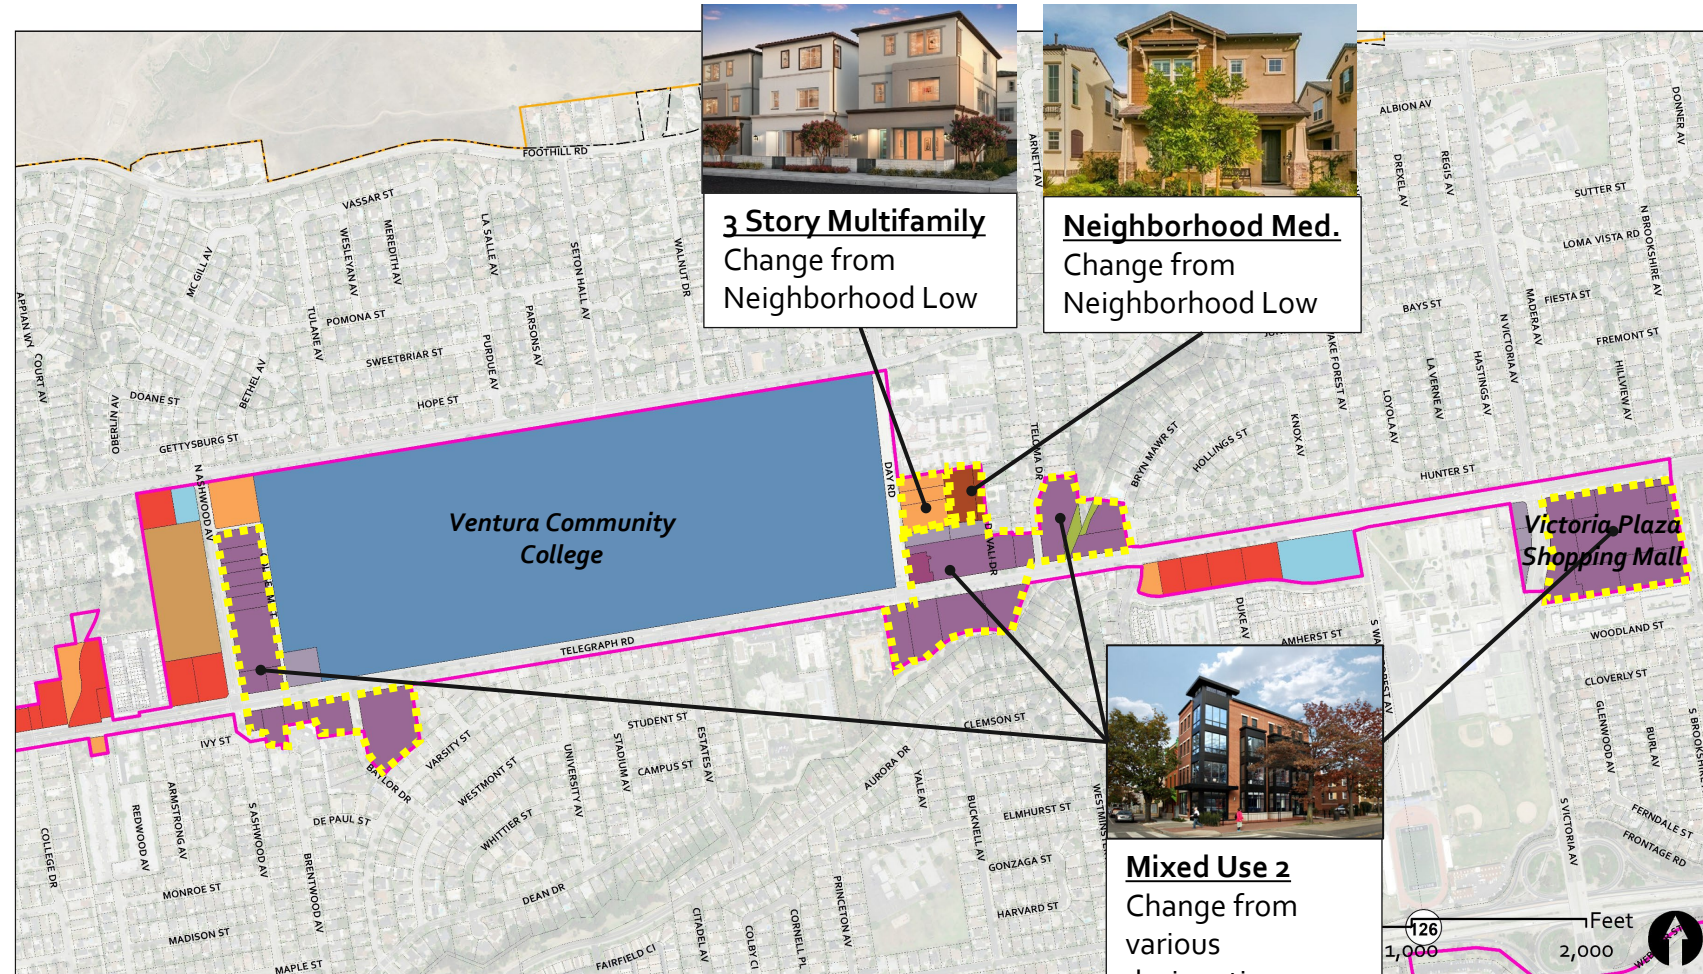 3 Story Multifamily
Change from
Neighborhood Low
Neighborhood Med.
Change from
Neighborhood Low
ALBION AV
DONNER AV
ARNETT AV
DREXEL AV
REGIS AV
FOOTHILL RD
SUTTER ST
VASSAR ST
N BROOKSHIRE AV
LOMA VISTA RD
MC GILL AV
WESLEYAN AV
MEREDITH AV
LA SALLE AV
SETON HALL AV
WALNUT DR
APPIAN WY
TULANE AV
POMONA ST
PARSONS AV
BAYS ST
MADERA AV
FIESTA ST
FREMONT ST
N VICTORIA AV
COURT AV
SWEETBRIAR ST
PURDUE AV
AKE FOREST AV
LA VERNE AV
HASTINGS AV
HILLVIEW AV
DOANE ST
BETHEL AV
HOPE ST
OBERLIN AV
LOYOLA AV
KNOX AV
GETTYSBURG ST
TELOMA DR
BRYN MAWR ST
HOLLINGS ST
HUNTER ST
N ASHWOOD AV
DAY RD
Ventura Community
College
Victoria Plaza
Shopping Mall
VALI DR
TELEGRAPH RD
DUKE AV
AMHERST ST
WOODLAND ST
CLOVERLY ST
IVY ST
VARSITY ST
STUDENT ST
CLEMSON ST
GLENWOOD AV
BURL AV
S BROOKSHIRE
BAYLOR DR
WESTMONT ST
UNIVERSITY AV
STADIUM AV
CAMPUS ST
ESTATES AV
AURORA DR
YALE AV
COLLEGE DR
REDWOOD AV
ARMSTRONG AV
S ASHWOOD AV
DE PAUL ST
WHITTIER ST
BUCKNELL AV
ELMHURST ST
WESTMINSTER
S VICTORIA AV
FERNDALE ST
FRONTAGE RD
BRENTWOOD AV
MONROE ST
DEAN DR
GONZAGA ST
Mixed Use 2
Change from
various
MADISON ST
CITADEL AV
COLBY CI
CORNELL PL
PRINCETON AV
HARVARD ST
MAPLE ST
FAIRFIELD CI
126
Feet
1,000
2,000